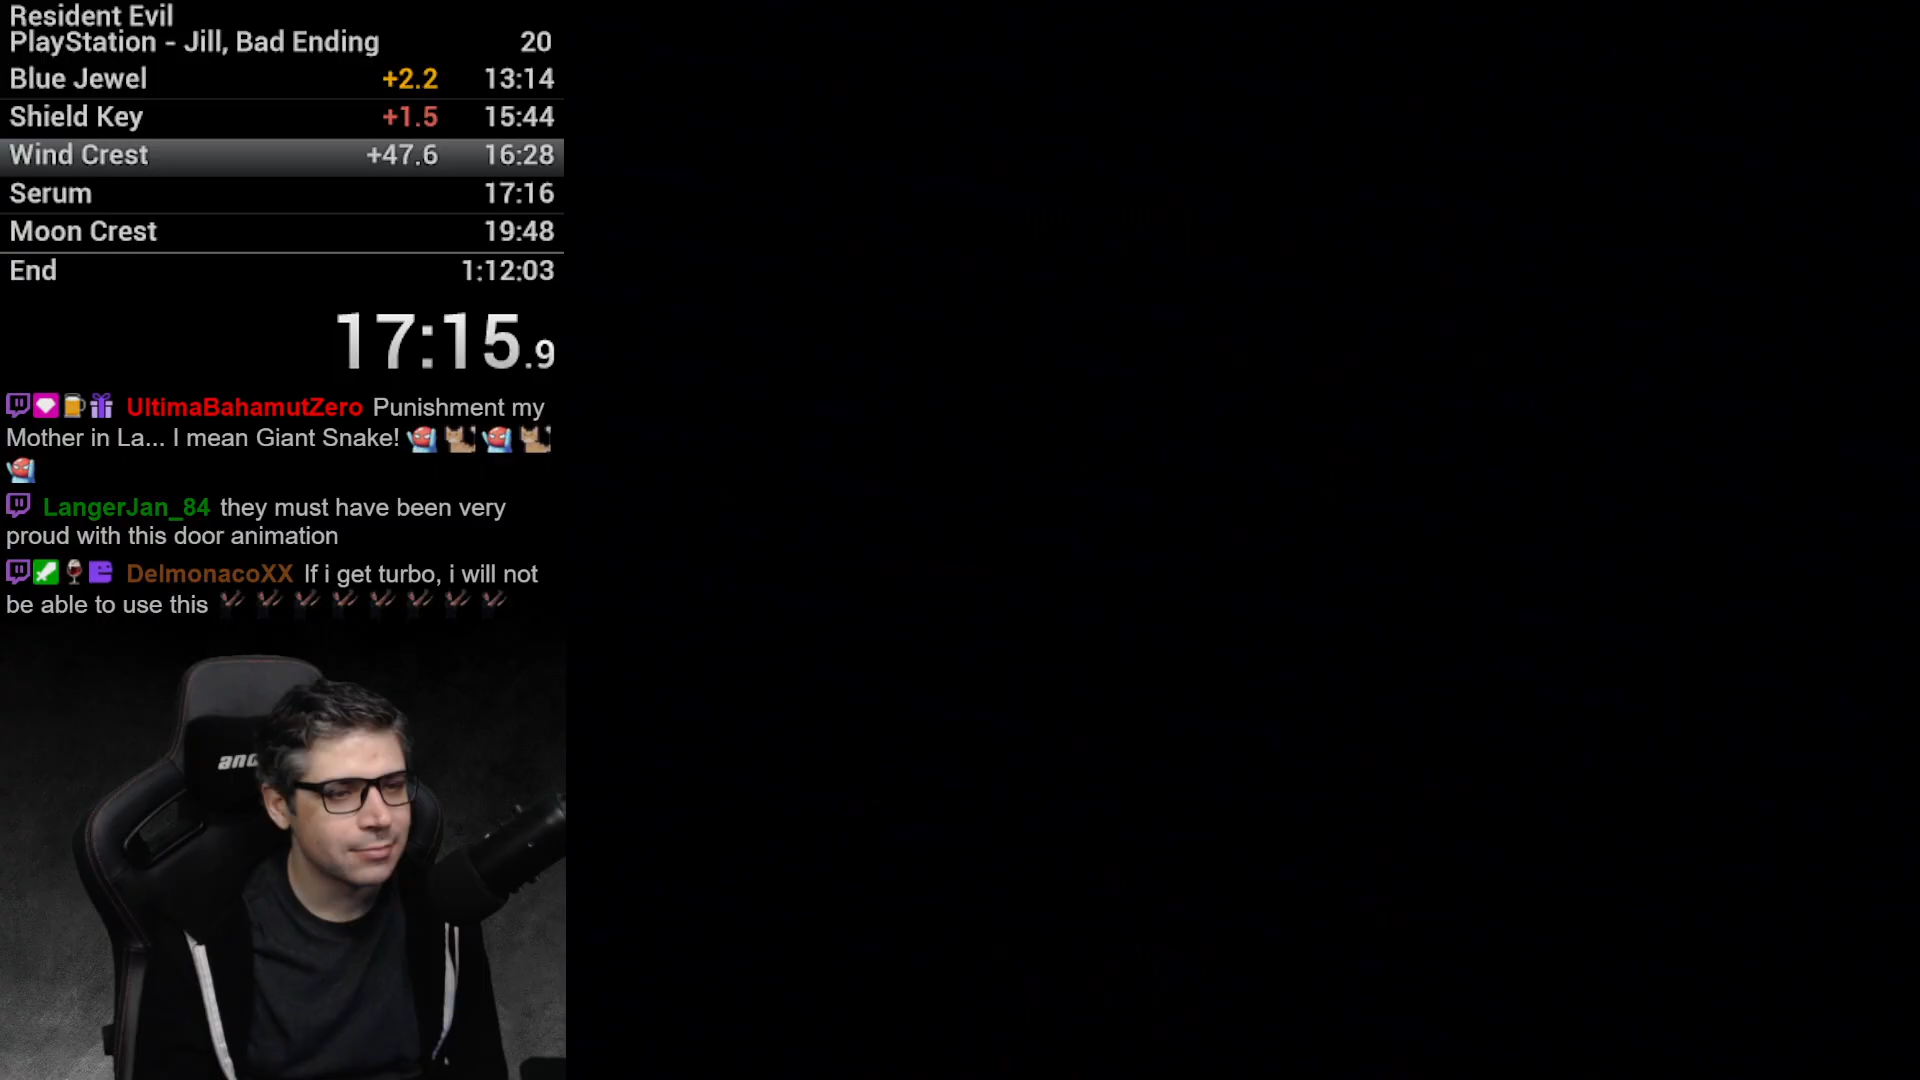 Resident Evil
PlayStation - Jill, Bad Ending 20
Blue Jewel +2.2 13:14
Shield Key +1.5 15:44
Wind Crest +47.6 16:28
Serum 17:16
Moon Crest 19:48
End 1:12:03
17:15.9
UltimaBahamutZero Punishment my
Mother in La... I mean Giant Snake!
LangerJan_84 they must have been very
proud with this door animation
DelmonacoXX If i get turbo, i will not
be able to use this